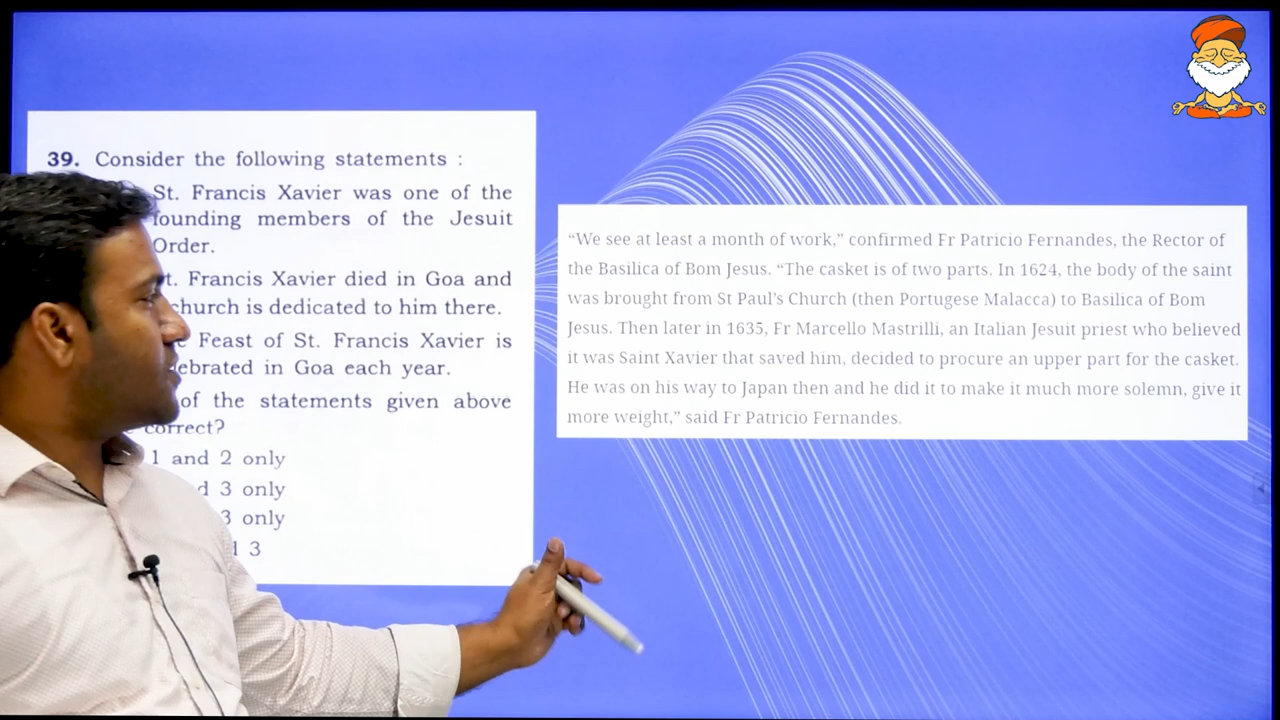 39. Consider the following statements :
St. Francis Xavier was one of the
founding members of the Jesuit
Order.
t. Francis Xavier died in Goa and
church is dedicated to him there.
e Feast of St. Francis Xavier is
ebrated in Goa each year.
of the statements given above
correct?
1 and 2 only
d 3 only
3 only
d 3
“We see at least a month of work,” confirmed Fr Patricio Fernandes, the Rector of
the Basilica of Bom Jesus. “The casket is of two parts. In 1624, the body of the saint
was brought from St Paul’s Church (then Portugese Malacca) to Basilica of Bom
Jesus. Then later in 1635, Fr Marcello Mastrilli, an Italian Jesuit priest who believed
it was Saint Xavier that saved him, decided to procure an upper part for the casket.
He was on his way to Japan then and he did it to make it much more solemn, give it
more weight,” said Fr Patricio Fernandes.